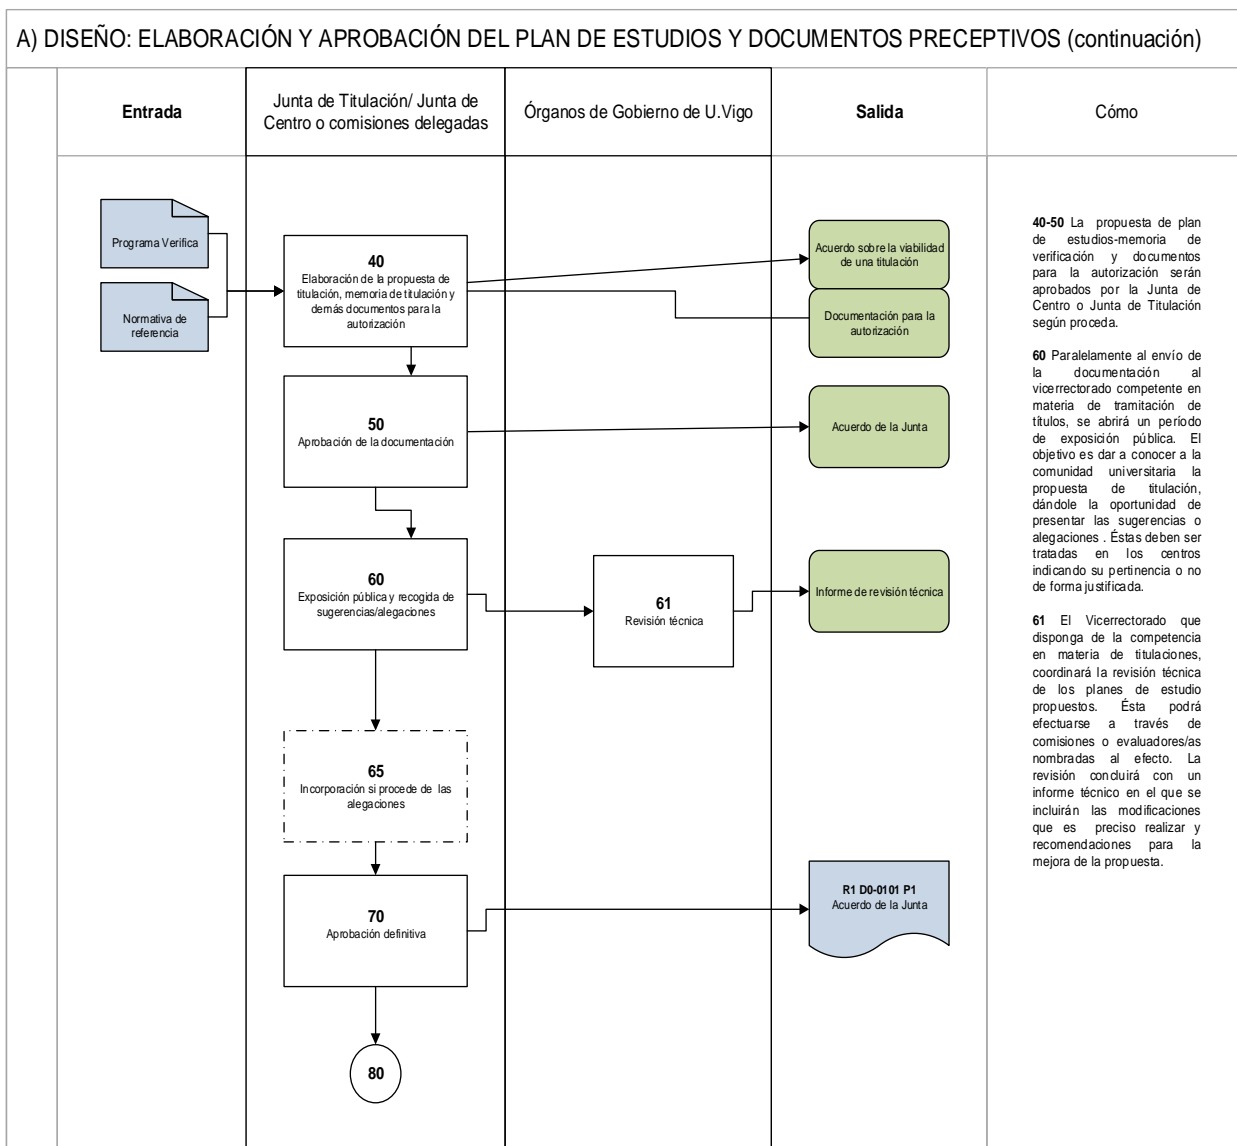 A) DISEÑO: ELABORACIÓN Y APROBACIÓN DEL PLAN DE ESTUDIOS Y DOCUMENTOS PRECEPTIVOS (continuación)
Entrada
Junta de Titulación/ Junta de
Centro o comisiones delegadas
Órganos de Gobierno de U.Vigo
Salida
Cómo
Programa Verifica
Normativa de
referencia
40
Elaboración de la propuesta de
titulación, memoria de titulación y
demás documentos para la
autorización
Acuerdo sobre la viabilidad
de una titulación
Documentación para la
autorización
50
Aprobación de la documentación
Acuerdo de la Junta
60
Exposición pública y recogida de
sugerencias/alegaciones
61
Revisión técnica
Informe de revisión técnica
65
Incorporación si procede de las
alegaciones
70
Aprobación definitiva
R1 D0-0101 P1
Acuerdo de la Junta
80
40-50 La propuesta de plan
de estudios-memoria de
verificación y documentos
para la autorización serán
aprobados por la Junta de
Centro o Junta de Titulación
según proceda.
60 Paralelamente al envío de
la documentación al
vicerrectorado competente en
materia de tramitación de
títulos, se abrirá un período
de exposición pública. El
objetivo es dar a conocer a la
comunidad universitaria la
propuesta de titulación,
dándole la oportunidad de
presentar las sugerencias o
alegaciones . Éstas deben ser
tratadas en los centros
indicando su pertinencia o no
de forma justificada.
61 El Vicerrectorado que
disponga de la competencia
en materia de titulaciones,
coordinará la revisión técnica
de los planes de estudio
propuestos. Ésta podrá
efectuarse a través de
comisiones o evaluadores/as
nombradas al efecto. La
revisión concluirá con un
informe técnico en el que se
incluirán las modificaciones
que es preciso realizar y
recomendaciones para la
mejora de la propuesta.